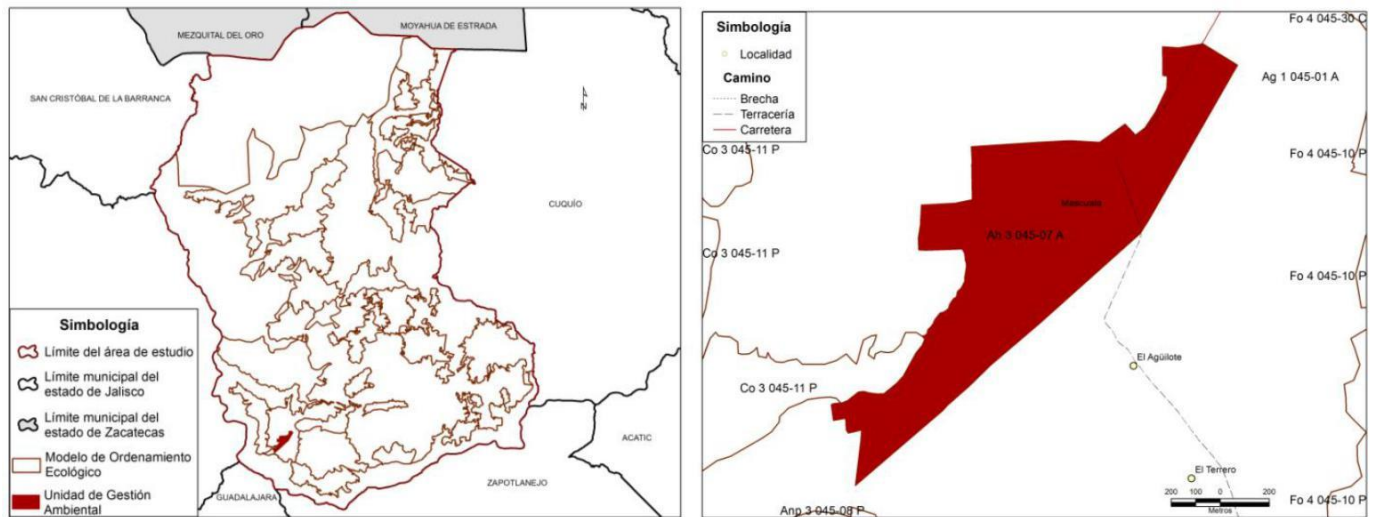 MEZQUITAL DEL ORO
MOYAHUA DE ESTRADA
SAN CRISTÓBAL DE LA BARRANCA
N
CUQUÍO
Simbología
Límite del área de estudio
Límite municipal del
estado de Jalisco
Límite municipal del
estado de Zacatecas
Modelo de Ordenamiento
Ecológico
Unidad de Gestión
Ambiental
GUADALAJARA
ZAPOTLANEJO
ACATIC
Simbología
Localidad
Camino
Brecha
Terracería
Carretera
Fo 4 045-30 C
Ag 1 045-01 A
Co 3 045-11 P
Fo 4 045-10 P
Mascuala
Ah 3 045-07 A
Co 3 045-11 P
Fo 4 045-10 P
El Agüilote
Co 3 045-11 P
El Terrero
200 100 0 200
Metros
Fo 4 045-10 P
Anp 3 045-08 P